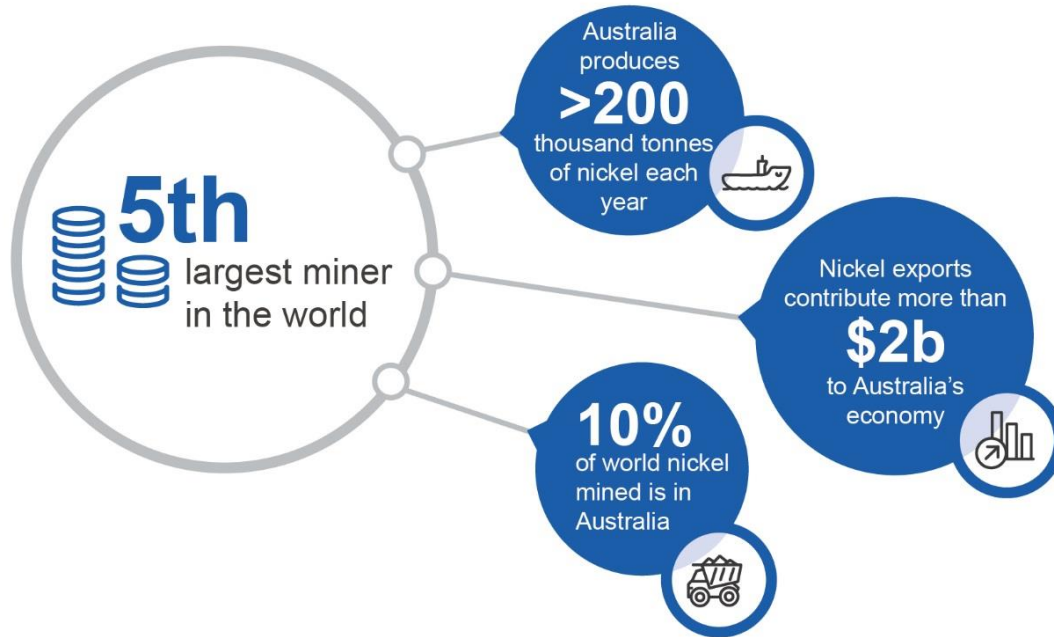 5th
largest miner
in the world
Australia
produces
>200
thousand tonnes
of nickel each
year
Nickel exports
contribute more than
$2b
to Australia’s
economy
10%
of world nickel
mined is in
Australia